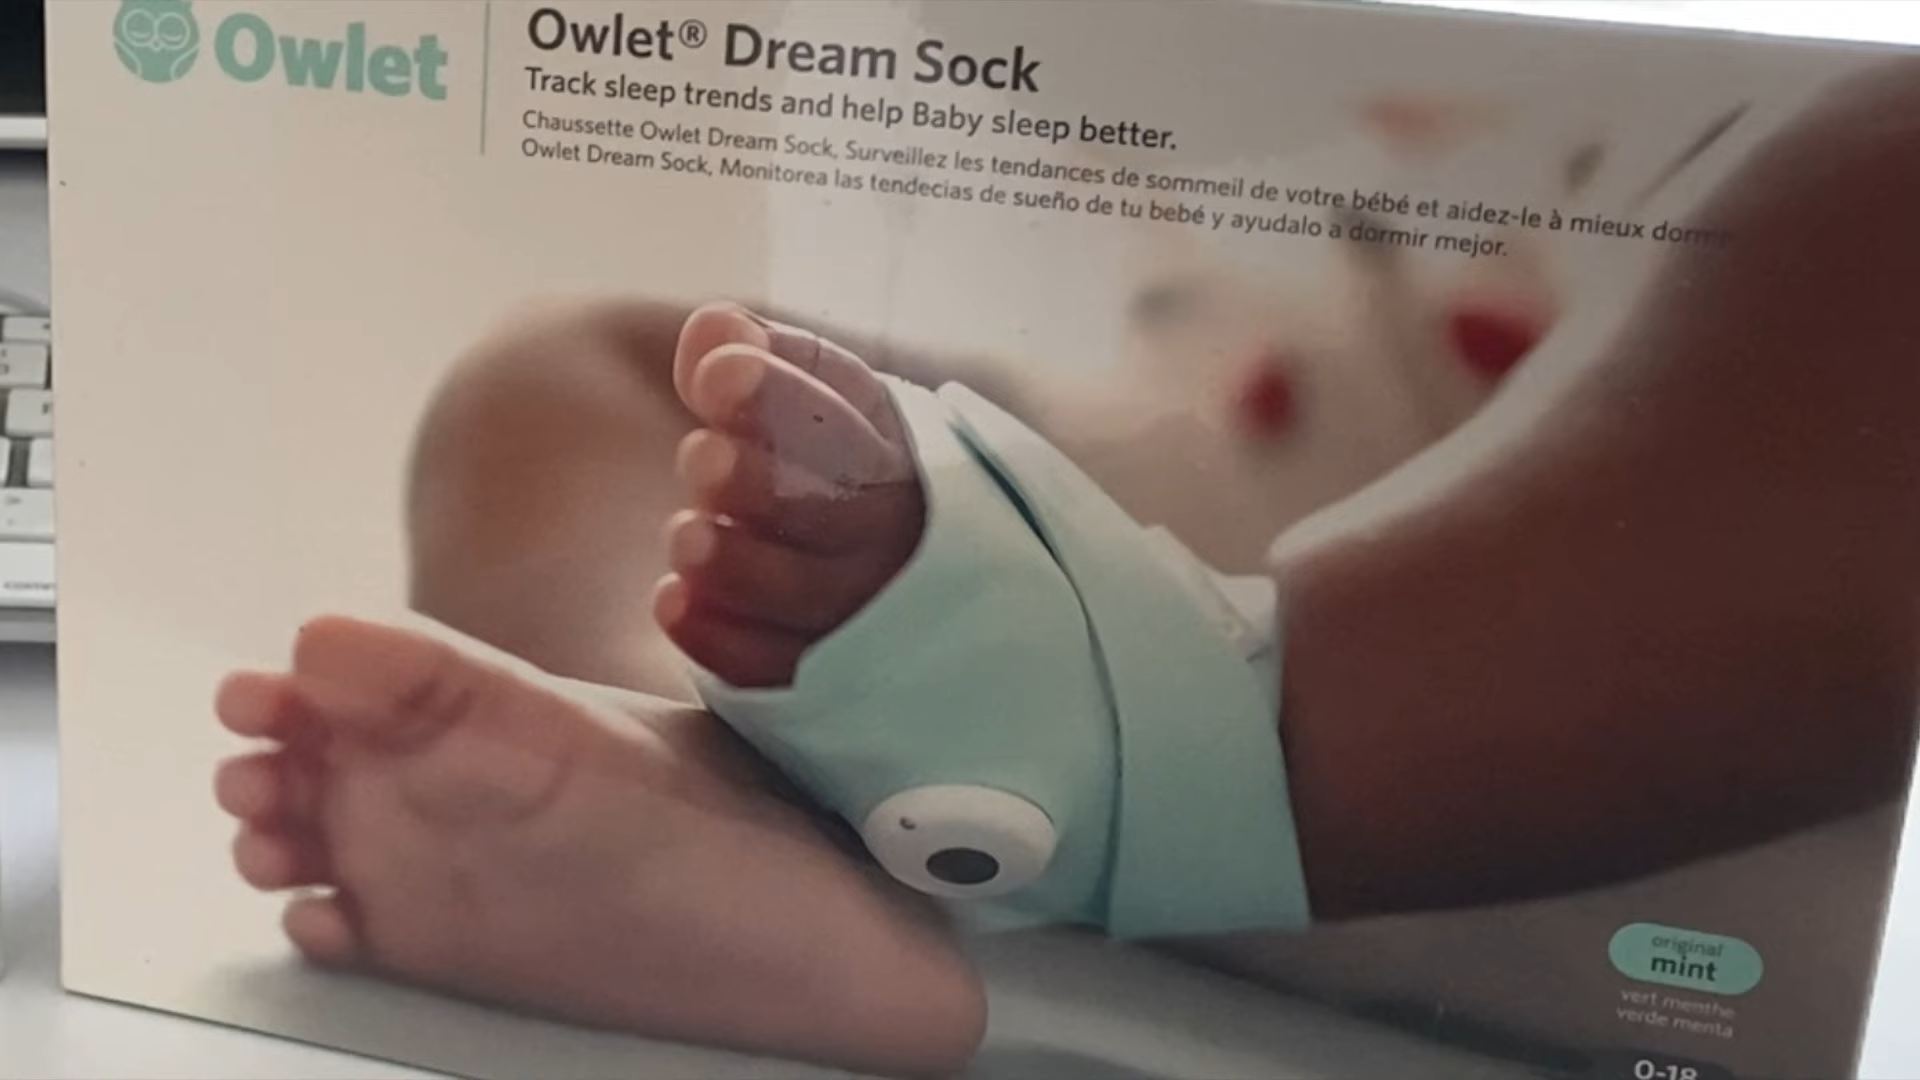 Owlet
Owlet® Dream Sock
Track sleep trends and help Baby sleep better.
Chaussette Owlet Dream Sock, Surveillez les tendances de sommeil de votre bébé et aidez-le à mieux
Owlet Dream Sock, Monitorea las tendecias de sueño de tu bebé y ayudalo a dormir mejor.
original
mint
vert menthe
verde menta
0-18